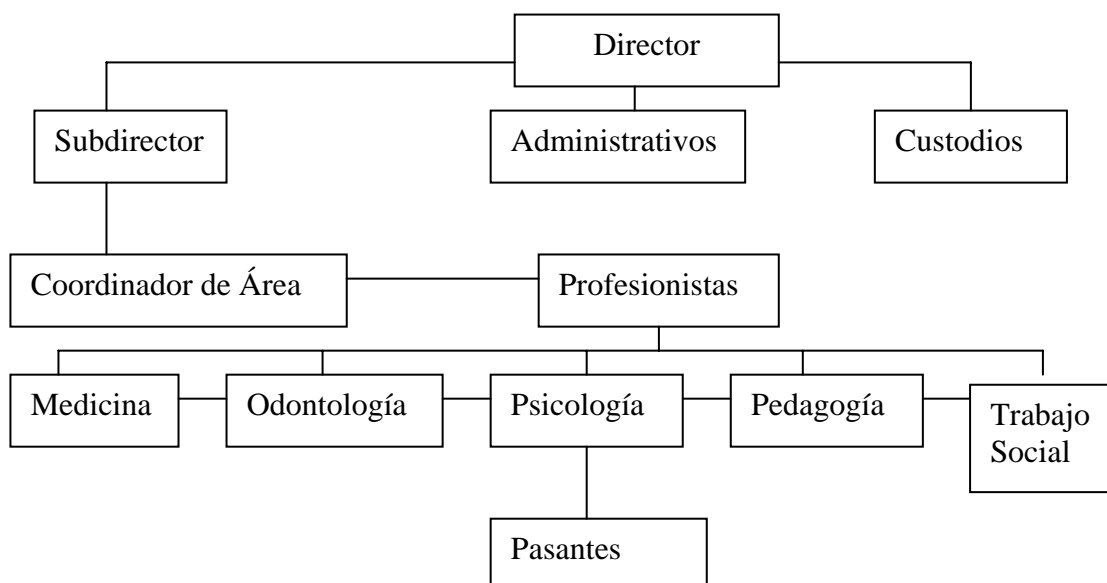 Director
Subdirector
Administrativos
Custodios
Coordinador de Área
Profesionistas
Medicina
Odontología
Psicología
Pedagogía
Trabajo
Social
Pasantes